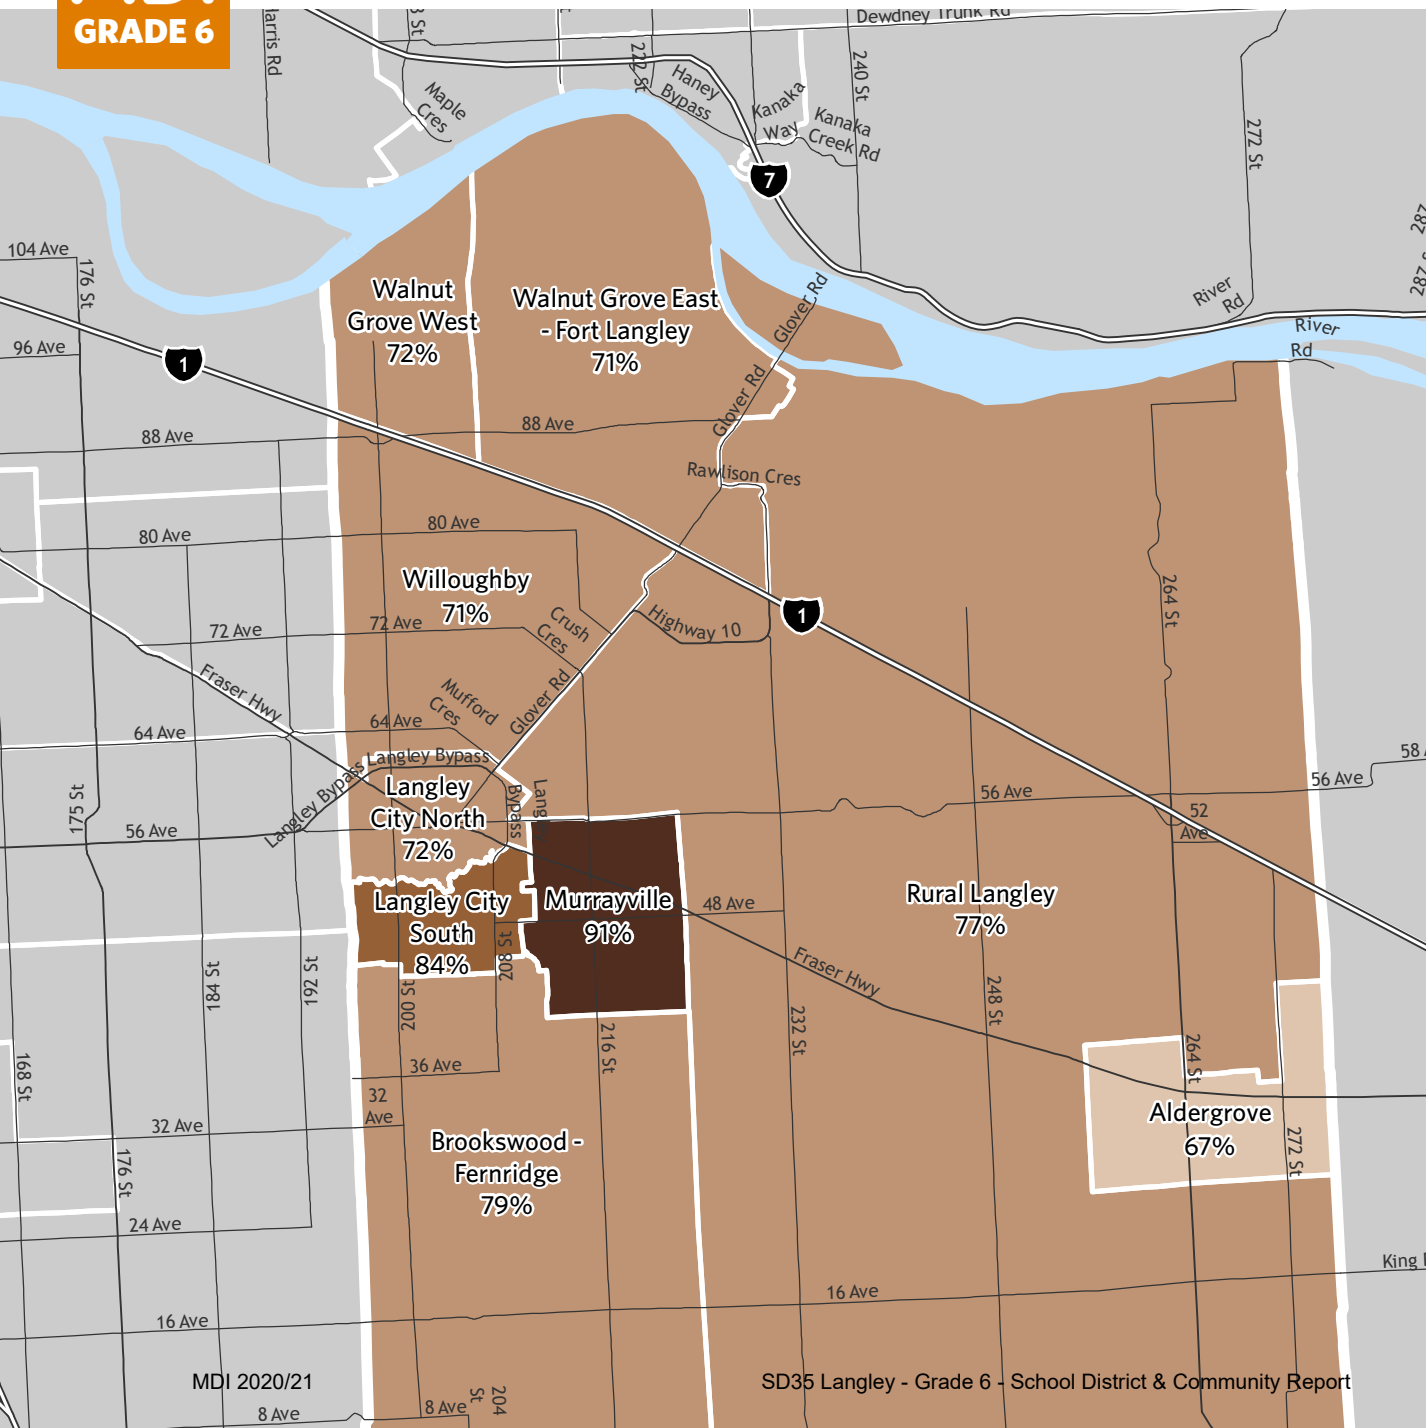 GRADE 6
Harris Rd
222 St
Dewdney Trunk Rd
240 St
Haney
Bypass
Maple
Cres
Kanaka
Way
Kanaka
Creek Rd
272 St
7
104 Ave
176 St
96 Ave
1
River
Rd
River
Rd
Walnut
Grove West
72%
Walnut Grove East
- Fort Langley
71%
Glover Rd
Glover Rd
88 Ave
88 Ave
Rawlison Cres
80 Ave
80 Ave
Willoughby
71%
72 Ave
72 Ave
Crush
Cres
Highway 10
1
264 St
Fraser Hwy
Mufford
Cres
Glover Rd
64 Ave
64 Ave
Langley Bypass
Langley Bypass
Langley
City North
72%
Bypass
175 St
56 Ave
56 Ave
56 Ave
58
52
Ave
Langley City
South
84%
Murrayville
91%
48 Ave
Rural Langley
77%
Fraser Hwy
184 St
192 St
200 St
208 St
216 St
232 St
248 St
264 St
168 St
36 Ave
32
Ave
32 Ave
Aldergrove
67%
272 St
Brookswood -
Fernridge
79%
176 St
24 Ave
King
16 Ave
16 Ave
MDI 2020/21
SD35 Langley - Grade 6 - School District & Community Report
8 Ave
8 Ave
204
St